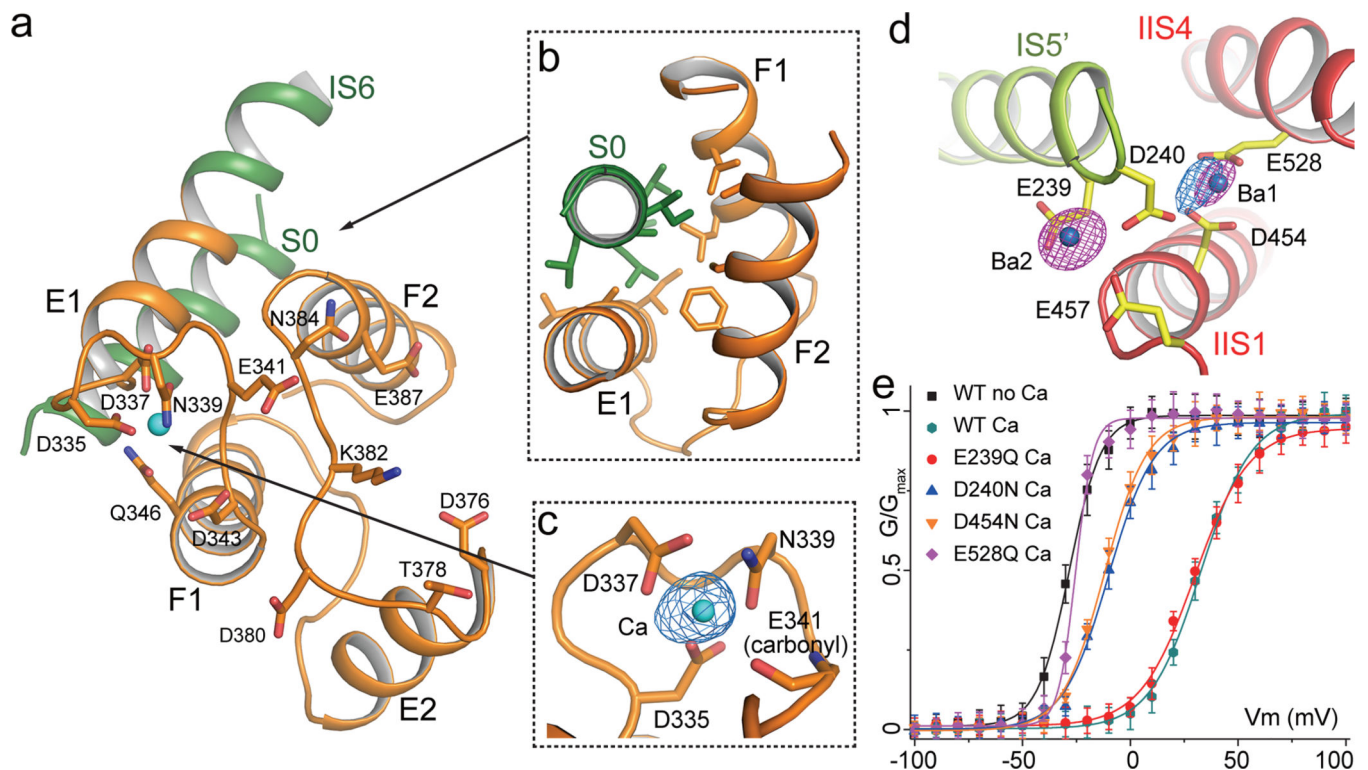 a
IS6
S0
E1
F2
N384
E341
E387
D337
N339
D335
K382
D376
Q346
D343
T378
F1
D380
E2
b
F1
S0
F2
E1
c
N339
D337
Ca
E341
(carbonyl)
D335
d
IS5’
IIS4
D240
E528
E239
Ba1
D454
Ba2
E457
IIS1
e
WT no Ca
WT Ca
E239Q Ca
D240N Ca
D454N Ca
E528Q Ca
G/Gmax
1
0.5
0
Vm (mV)
-100 -50 0 50 100